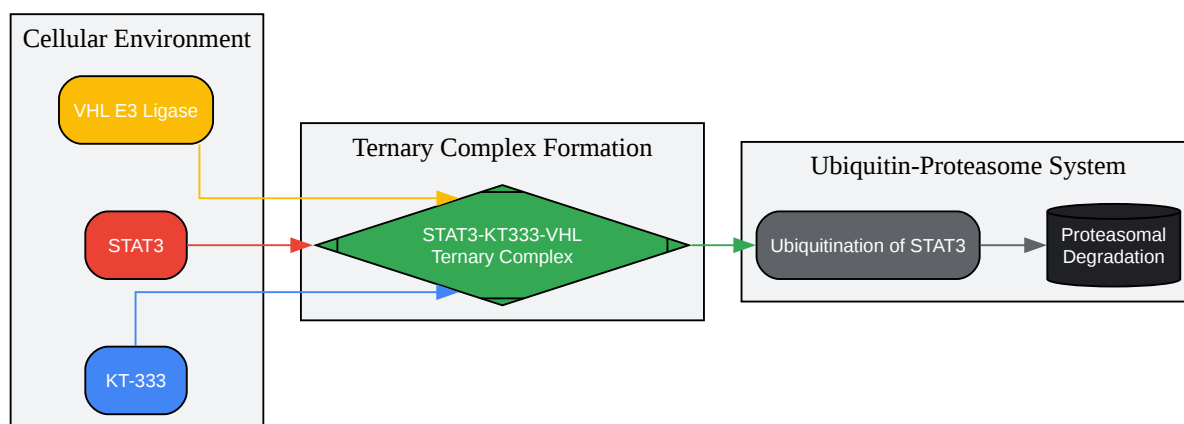 Cellular Environment
VHL E3 Ligase
STAT3
KT-333
Ternary Complex Formation
STAT3-KT333-VHL
Ternary Complex
Ubiquitin-Proteasome System
Ubiquitination of STAT3
Proteasomal
Degradation